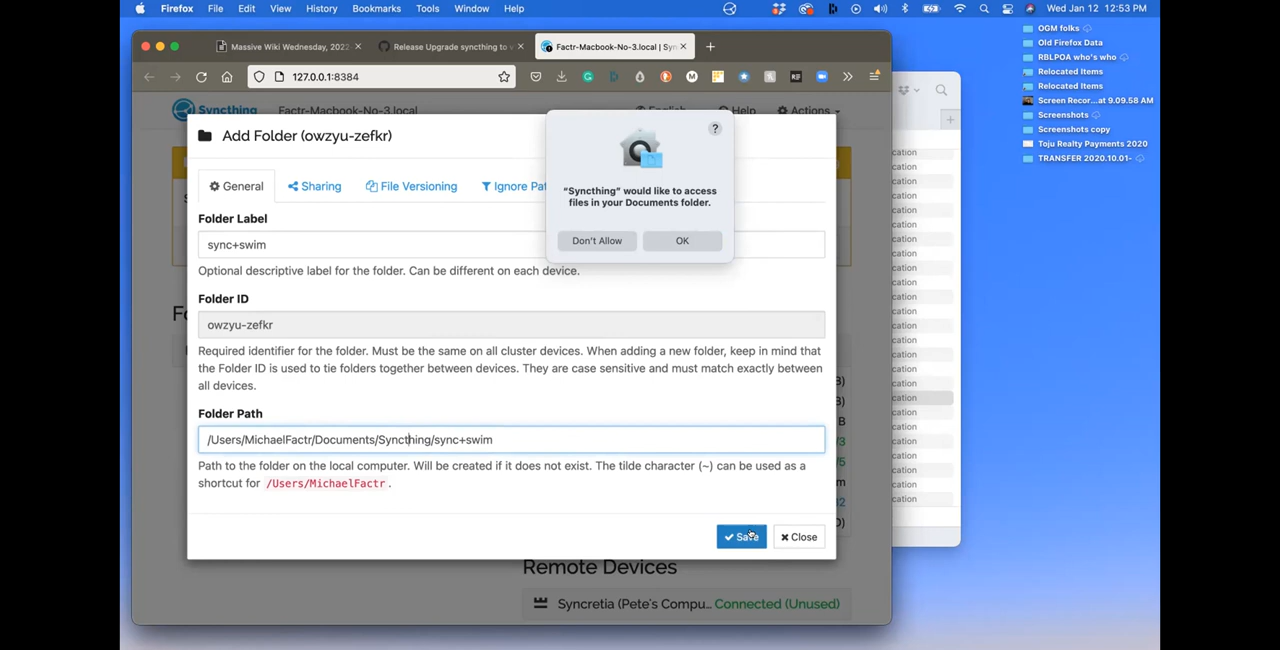 Firefox File Edit View History Bookmarks Tools Window Help Wed Jan 12 12:53 PM
Massive Wiki Wednesday, 2022-
Release Upgrade syncthing to v
Factr-Macbook-No-3.local | Syn
127.0.0.1:8384
OGM folks
Old Firefox Data
RBLPOA who's who
Relocated Items
Relocated Items
Screen Recor...at 9.09.58 AM
Screenshots
Screenshots copy
Toju Realty Payments 2020
TRANSFER 2020.10.01-
Syncthing Factr-Macbook-No-3.local English Help Actions
Add Folder (owzyu-zefkr)
General Sharing File Versioning Ignore Pat
?
“Syncthing” would like to access
files in your Documents folder.
Don't Allow OK
Folder Label
sync+swim
Optional descriptive label for the folder. Can be different on each device.
Folder ID
owzyu-zefkr
Required identifier for the folder. Must be the same on all cluster devices. When adding a new folder, keep in mind that
the Folder ID is used to tie folders together between devices. They are case sensitive and must match exactly between
all devices.
Folder Path
/Users/MichaelFactr/Documents/Syncthing/sync+swim
Path to the folder on the local computer. Will be created if it does not exist. The tilde character (~) can be used as a
shortcut for /Users/MichaelFactr.
Save Close
Remote Devices
Syncretia (Pete's Compu... Connected (Unused)